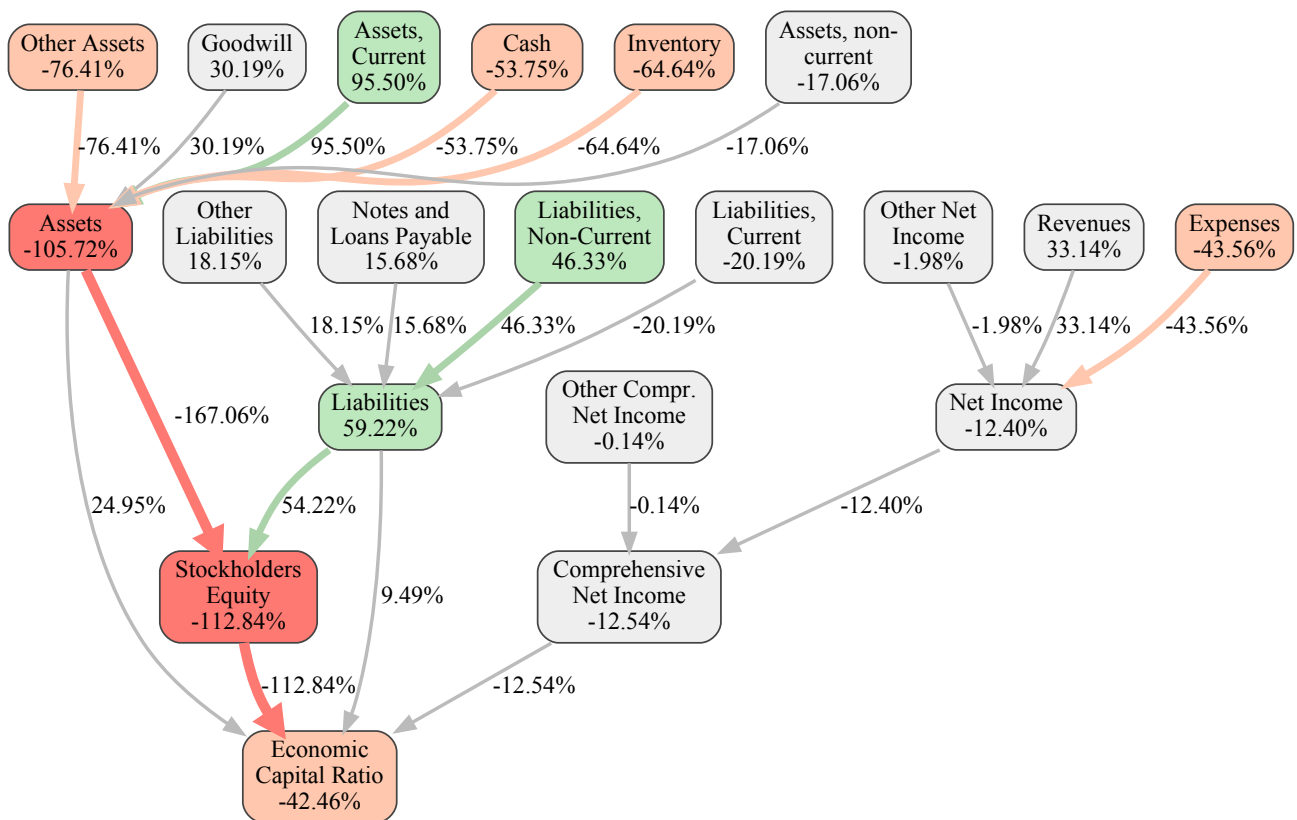 Other Assets
-76.41%
Goodwill
30.19%
Assets,
Current
95.50%
Cash
-53.75%
Inventory
-64.64%
Assets, non-
current
-17.06%
-76.41%
30.19%
95.50%
-53.75%
-64.64%
-17.06%
Assets
-105.72%
Other
Liabilities
18.15%
Notes and
Loans Payable
15.68%
Liabilities,
Non-Current
46.33%
Liabilities,
Current
-20.19%
Other Net
Income
-1.98%
Revenues
33.14%
Expenses
-43.56%
18.15%
15.68%
46.33%
-20.19%
-1.98%
33.14%
-43.56%
-167.06%
Liabilities
59.22%
Other Compr.
Net Income
-0.14%
Net Income
-12.40%
24.95%
54.22%
9.49%
-0.14%
-12.40%
Stockholders
Equity
-112.84%
Comprehensive
Net Income
-12.54%
-112.84%
-12.54%
Economic
Capital Ratio
-42.46%